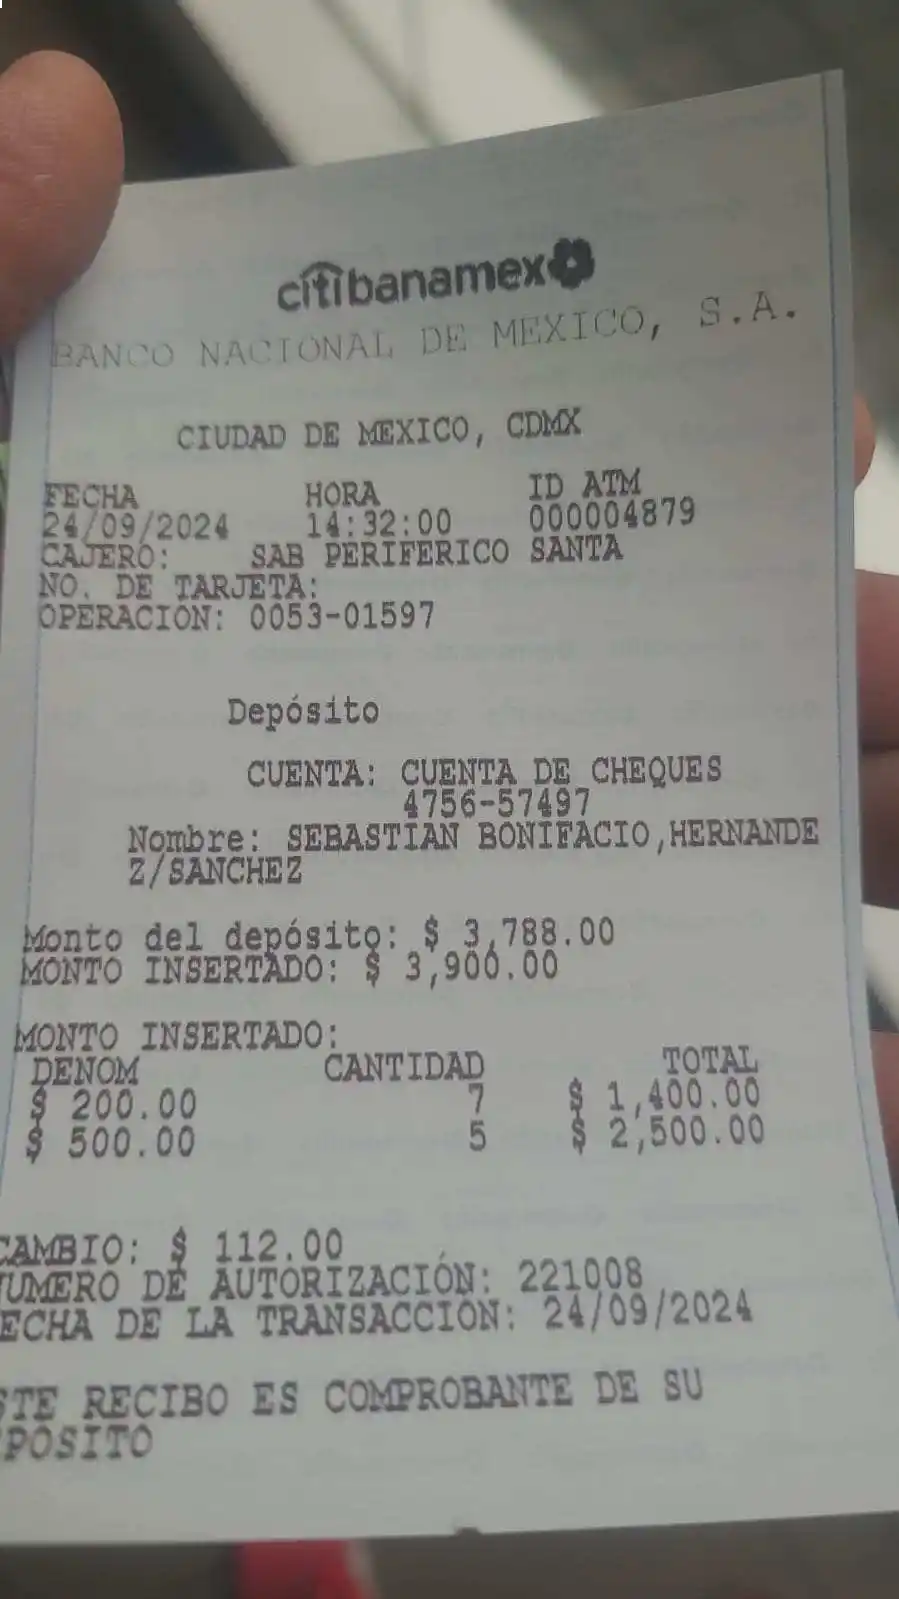 citibanamex
BANCO NACIONAL DE MEXICO, S.A.
CIUDAD DE MEXICO, CDMX
FECHA HORA ID ATM
24/09/2024 14:32:00 000004879
CAJERO: SAB PERIFERICO SANTA
NO. DE TARJETA:
OPERACION: 0053-01597
Depósito
CUENTA: CUENTA DE CHEQUES
4756-57497
Nombre: SEBASTIAN BONIFACIO,HERNANDE
Z/SANCHEZ
Monto del depósito: $ 3,788.00
MONTO INSERTADO: $ 3,900.00
MONTO INSERTADO:
DENOM CANTIDAD TOTAL
$ 200.00 7 $ 1,400.00
$ 500.00 5 $ 2,500.00
CAMBIO: $ 112.00
NUMERO DE AUTORIZACIÓN: 221008
ECHA DE LA TRANSACCION: 24/09/2024
STE RECIBO ES COMPROBANTE DE SU
POSITO